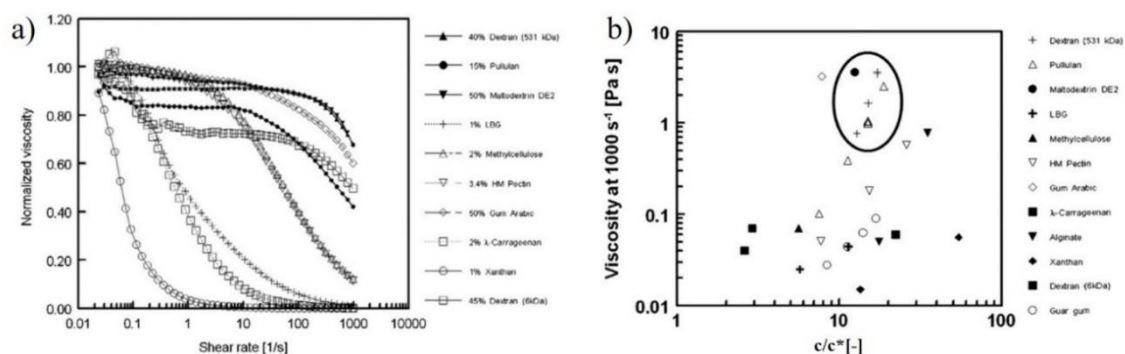 a)
Normalized viscosity
1.20
1.00
0.80
0.60
0.40
0.20
0.00
0.01
0.1
1
10
100
1000
10000
Shear rate [1/s]
40% Dextran (531 kDa)
15% Pullulan
50% Maltodextrin DE2
1% LBG
2% Methylcellulose
3.4% HM Pectin
50% Gum Arabic
2% λ-Carrageenan
1% Xanthan
45% Dextran (6kDa)
b)
Viscosity at 1000 s⁻¹ [Pa s]
10
1
0.1
0.01
1
10
100
c/c*[-]
Dextran (531 kDa)
Pullulan
Maltodextrin DE2
LBG
Methylcellulose
HM Pectin
Gum Arabic
λ-Carrageenan
Alginate
Xanthan
Dextran (6kDa)
Guar gum